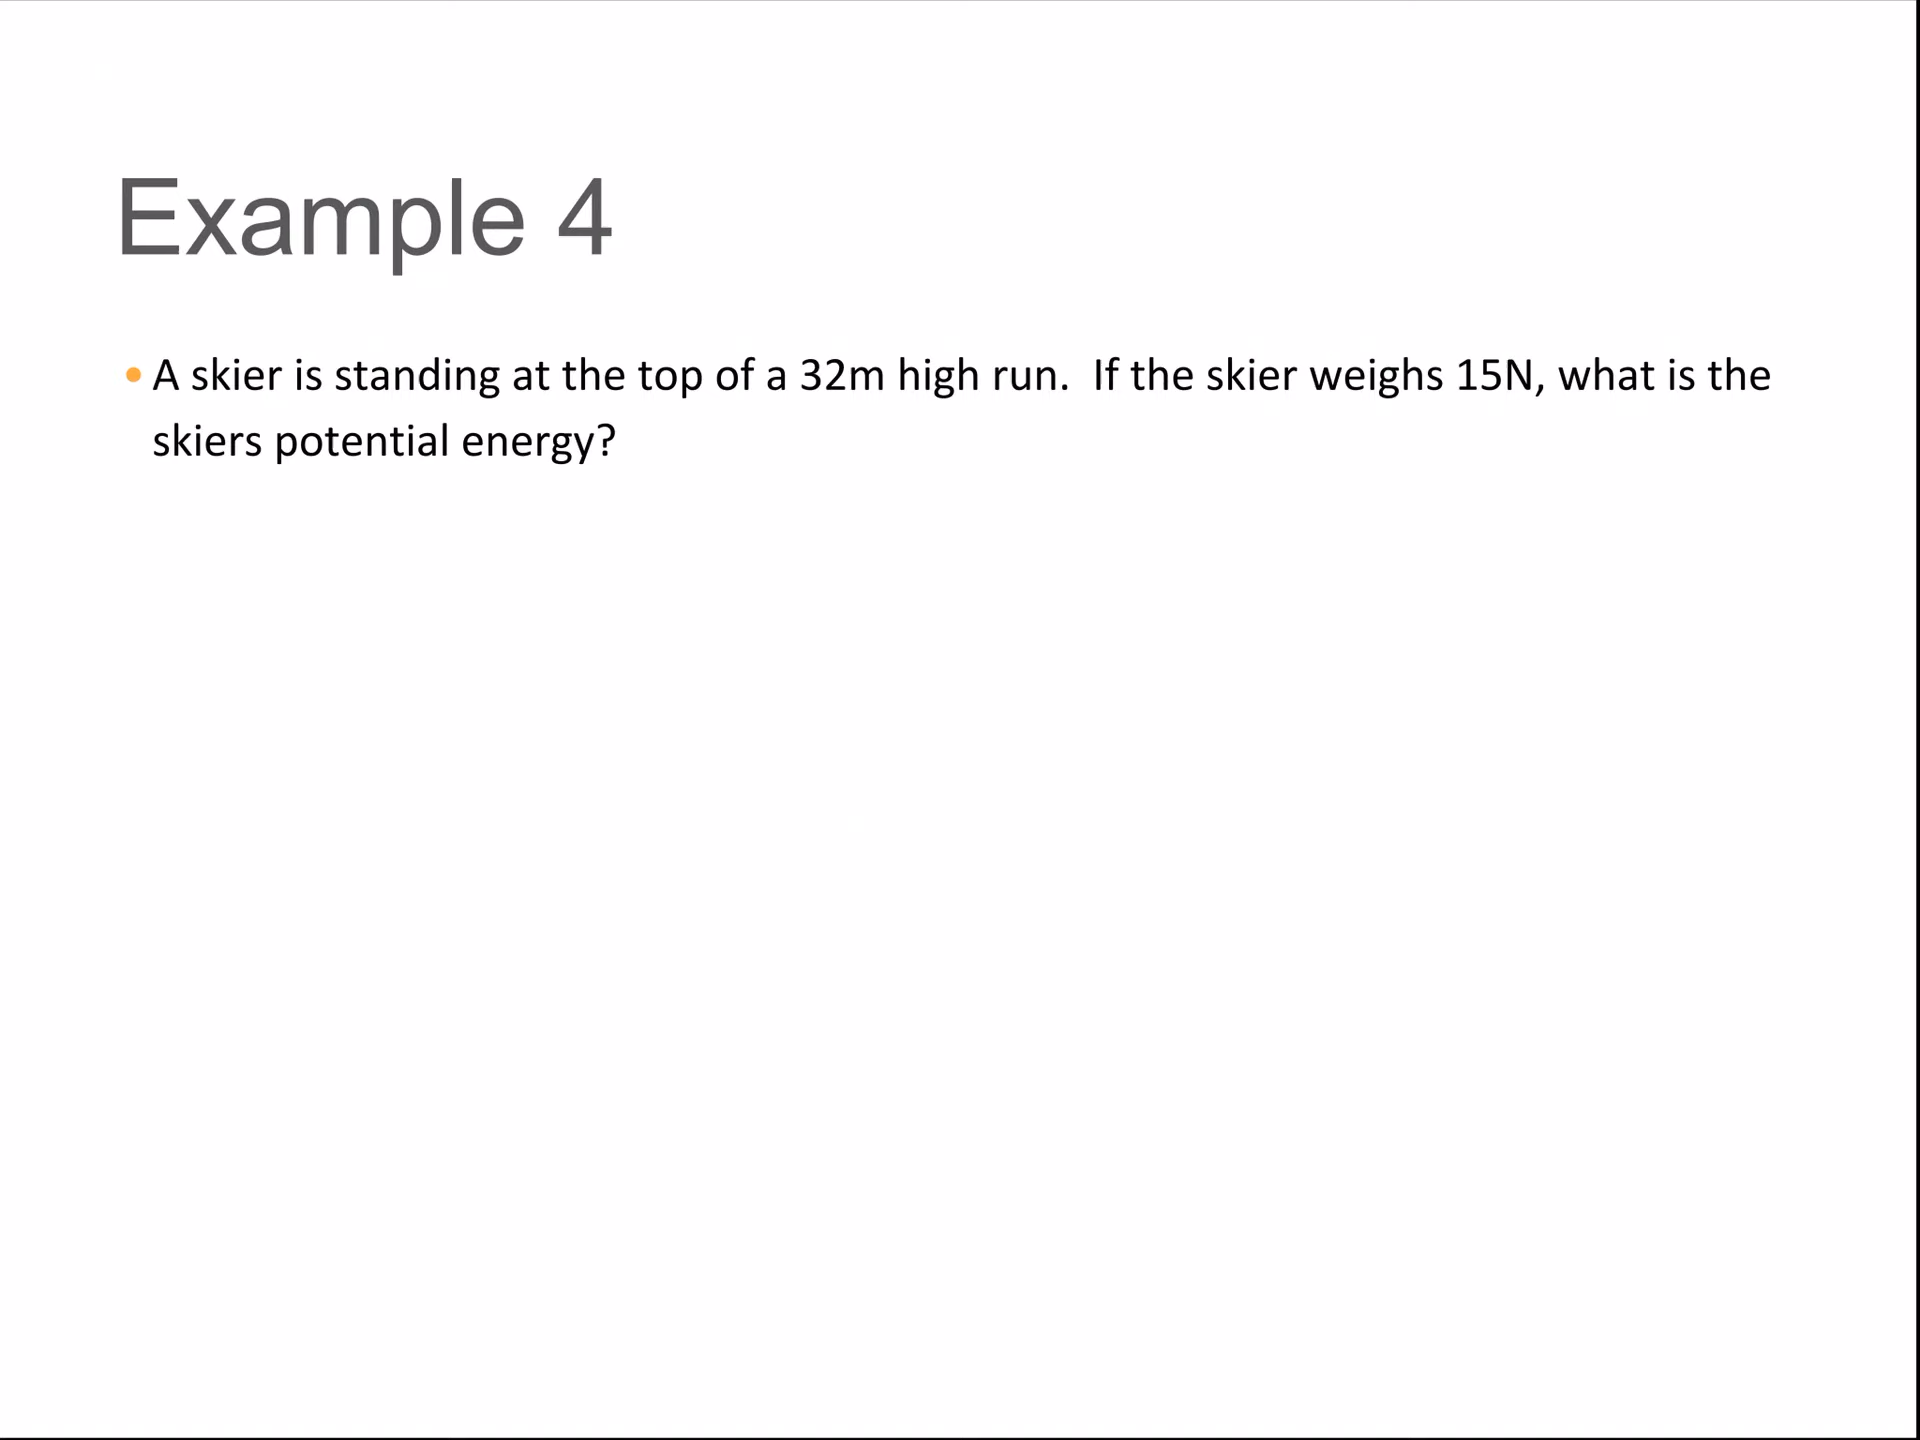 Example 4
• A skier is standing at the top of a 32m high run.  If the skier weighs 15N, what is the
skiers potential energy?